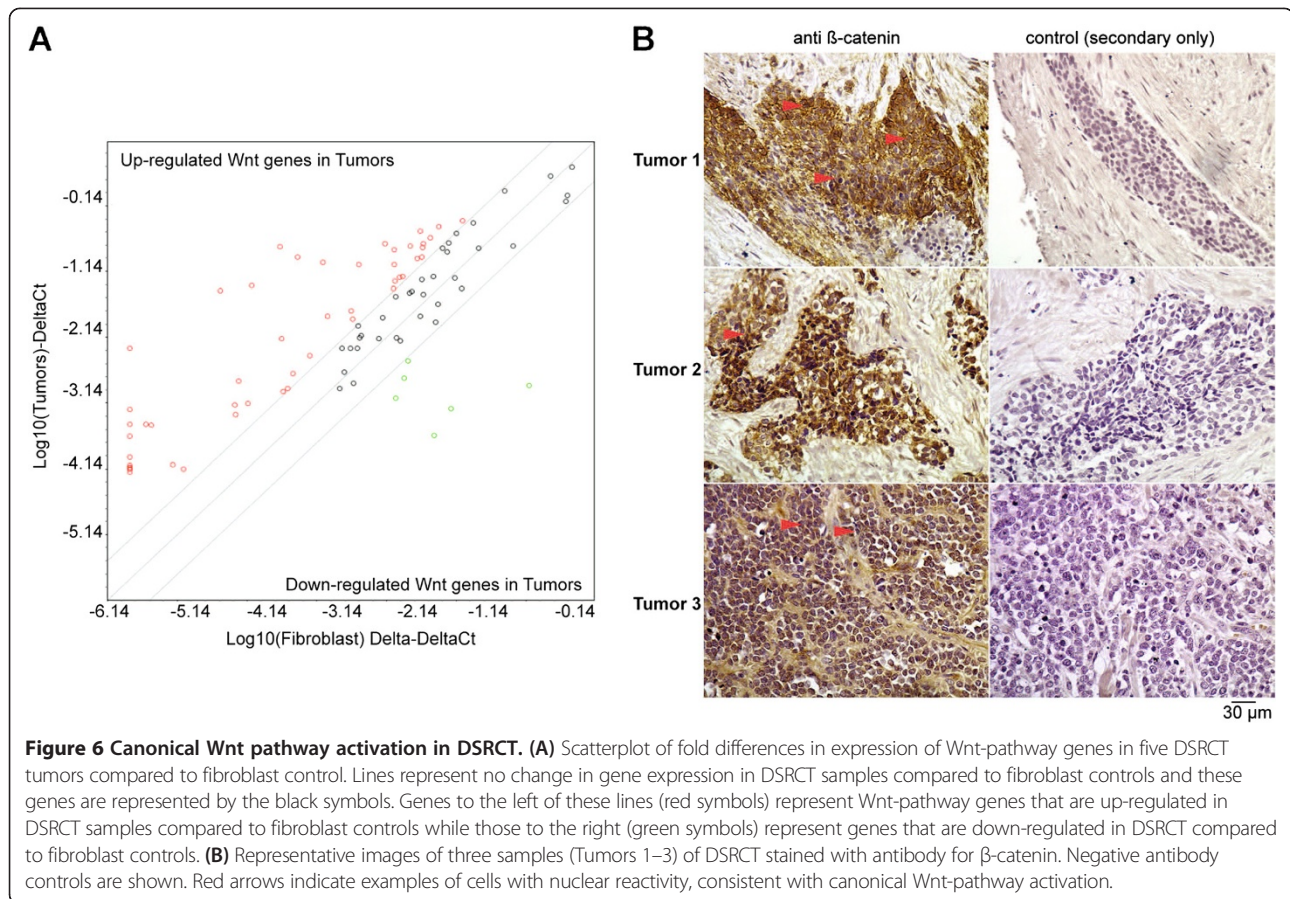 A
Up-regulated Wnt genes in Tumors
-0.14
-1.14
-2.14
-3.14
-4.14
-5.14
Log10(Tumors)-DeltaCt
Down-regulated Wnt genes in Tumors
-6.14 -5.14 -4.14 -3.14 -2.14 -1.14 -0.14
Log10(Fibroblast) Delta-DeltaCt
B
anti ß-catenin control (secondary only)
Tumor 1
Tumor 2
Tumor 3
30 µm
Figure 6 Canonical Wnt pathway activation in DSRCT. (A) Scatterplot of fold differences in expression of Wnt-pathway genes in five DSRCT
tumors compared to fibroblast control. Lines represent no change in gene expression in DSRCT samples compared to fibroblast controls and these
genes are represented by the black symbols. Genes to the left of these lines (red symbols) represent Wnt-pathway genes that are up-regulated in
DSRCT samples compared to fibroblast controls while those to the right (green symbols) represent genes that are down-regulated in DSRCT compared
to fibroblast controls. (B) Representative images of three samples (Tumors 1–3) of DSRCT stained with antibody for β-catenin. Negative antibody
controls are shown. Red arrows indicate examples of cells with nuclear reactivity, consistent with canonical Wnt-pathway activation.